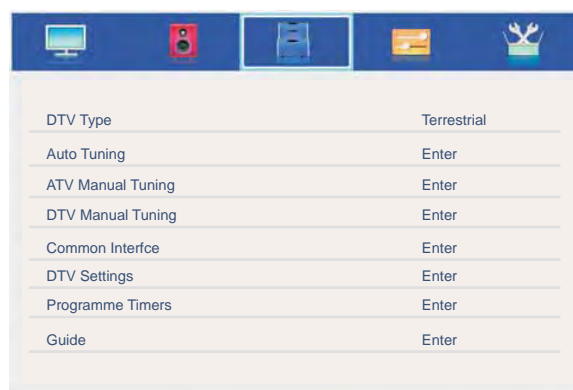 DTV Type Terrestrial
Auto Tuning Enter
ATV Manual Tuning Enter
DTV Manual Tuning Enter
Common Interfce Enter
DTV Settings Enter
Programme Timers Enter
Guide Enter